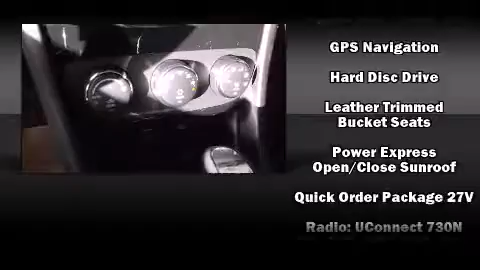 GPS Navigation
Hard Disc Drive
Leather Trimmed
Bucket Seats
Power Express
Open/Close Sunroof
Quick Order Package 27V
Radio: UConnect 730N